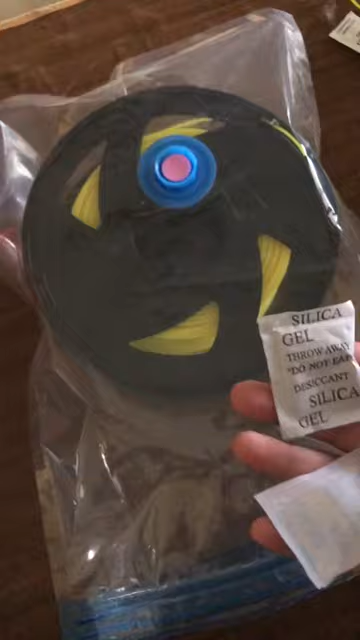 SILICA
GEL
THROW AWAY
"DO NOT EAT
DESICCANT
SILICA
GEL